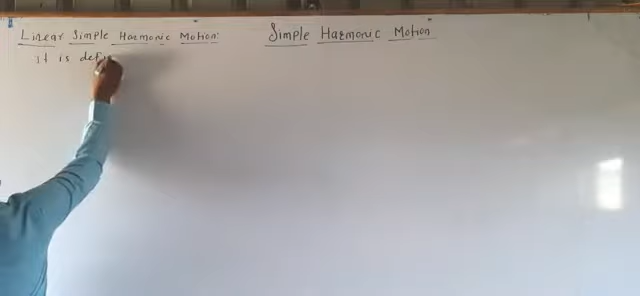 Simple Harmonic Motion
Linear Simple Harmonic Motion:
it is def